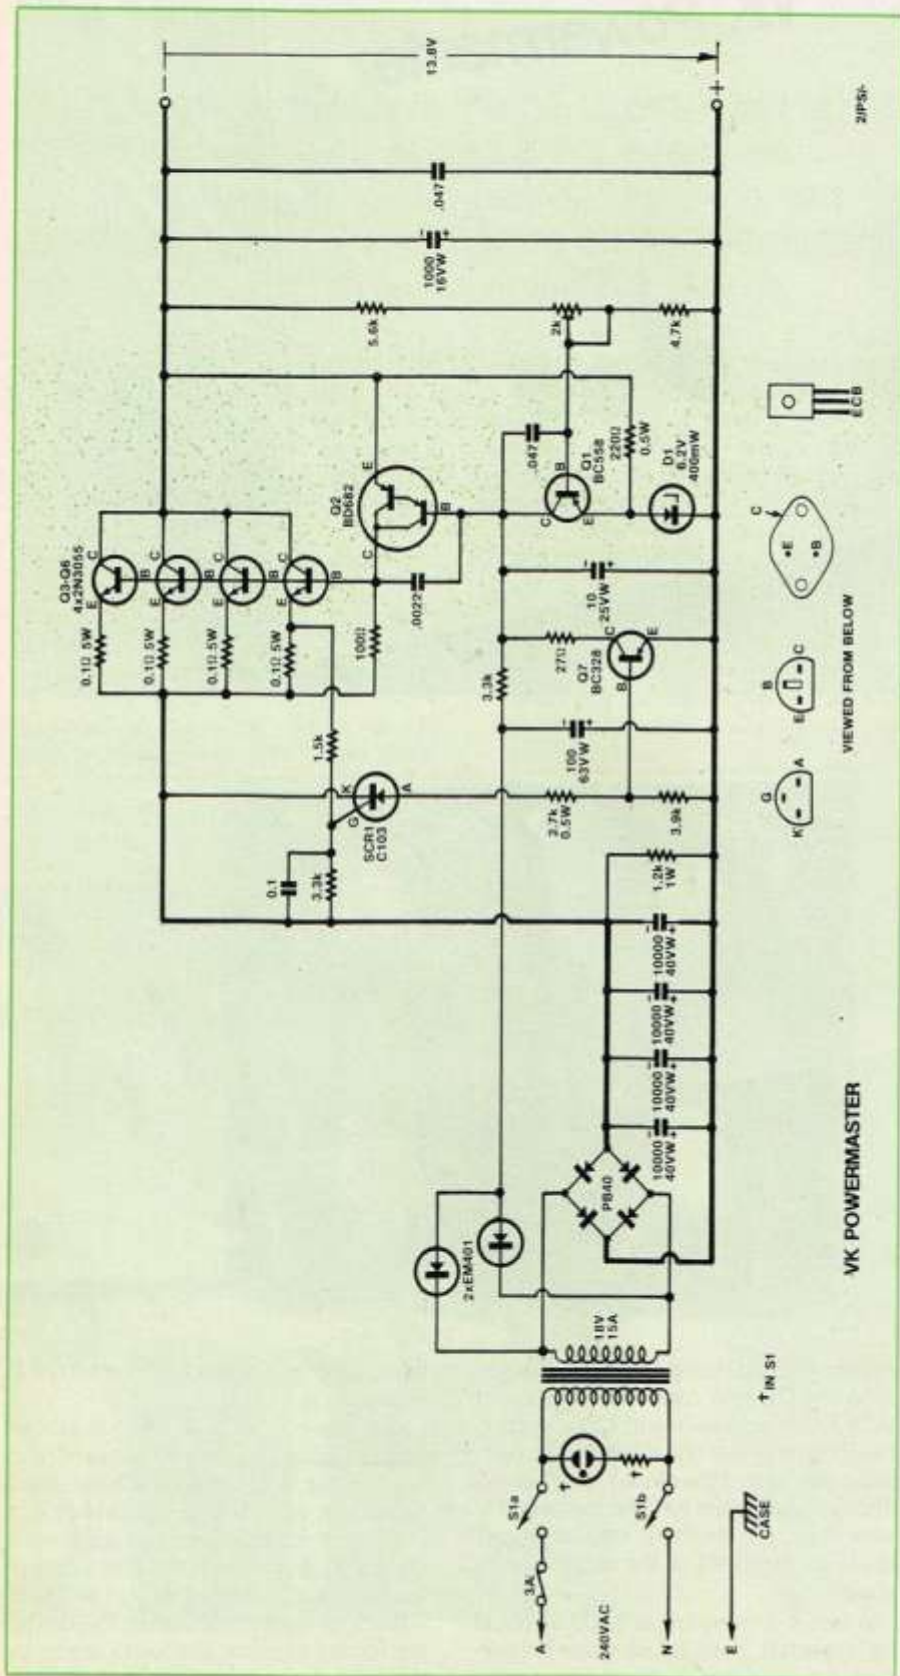 VK POWERMASTER
2/PS/-
240VAC
A
N
E
3A
S1a
S1b
CASE
†
†
† IN S1
18V
15A
2xEM401
PB40
10000
40VW
10000
40VW
10000
40VW
10000
40VW
1.2k
1W
0.1
3.3k
SCR1
C103
G
K
A
1.5k
2.7k
0.5W
3.9k
100
63VW
3.3k
27Ω
Q7
BC328
B
C
E
10
25VW
Q3-Q6
4x2N3055
0.1Ω 5W
0.1Ω 5W
0.1Ω 5W
0.1Ω 5W
E
C
B
E
C
B
E
C
B
E
C
B
100Ω
.0022
Q2
BD682
C
E
B
.047
Q1
BC558
B
C
E
220Ω
0.5W
D1
6.2V
400mW
5.6k
2k
4.7k
1000
16VW
.047
13.8V
−
+
K
G
A
E
B
C
C
E
B
ECB
VIEWED FROM BELOW